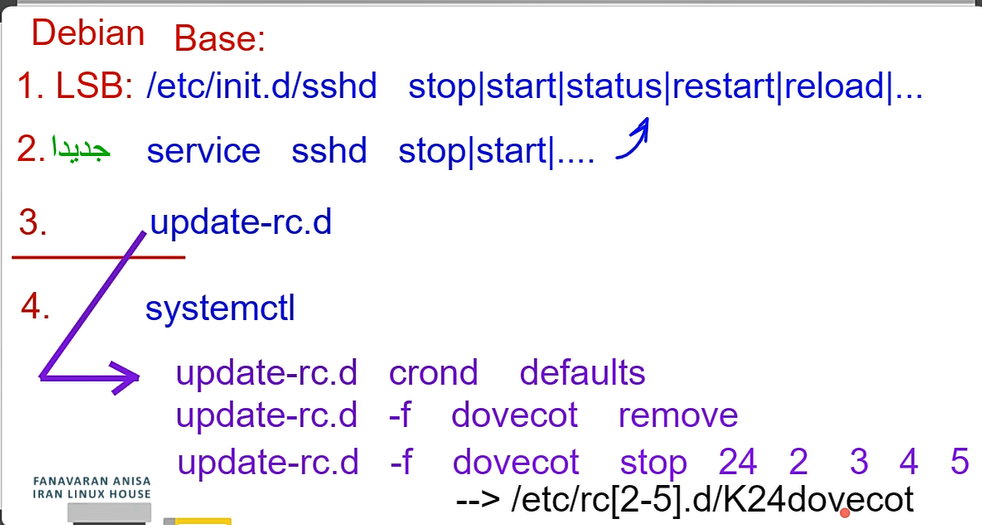 Debian Base:
1. LSB: /etc/init.d/sshd stop|start|status|restart|reload|...
2. جدیدا service sshd stop|start|....
3. update-rc.d
4. systemctl
update-rc.d crond defaults
update-rc.d -f dovecot remove
update-rc.d -f dovecot stop 24 2 3 4 5
--> /etc/rc[2-5].d/K24dovecot
FANAVARAN ANISA
IRAN LINUX HOUSE